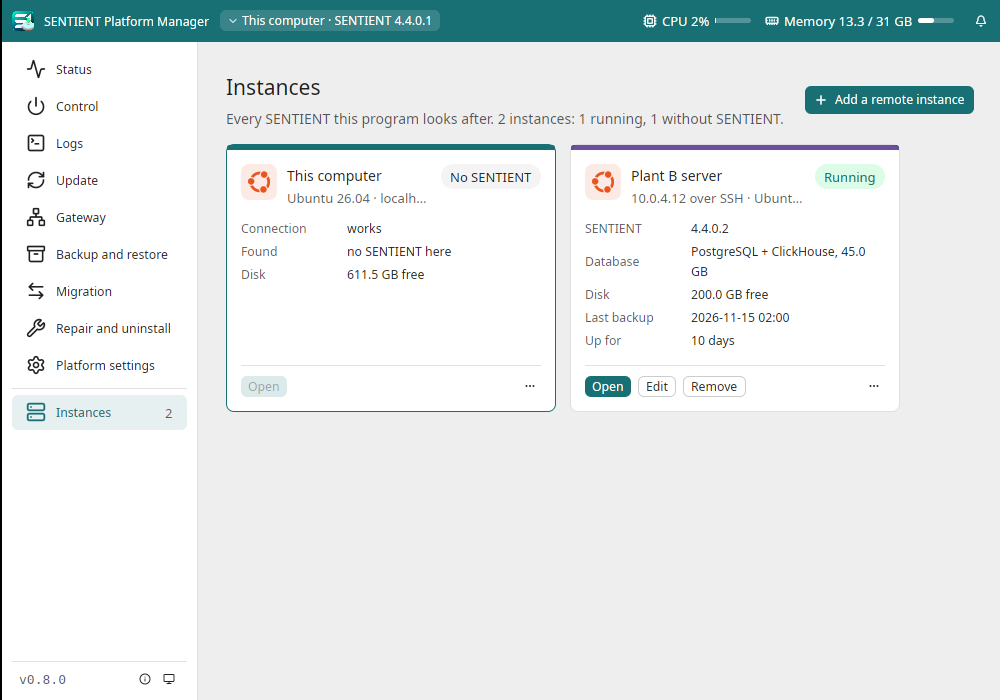 SENTIENT Platform Manager
This computer · SENTIENT 4.4.0.1
CPU 2%
Memory 13.3 / 31 GB
Status
Control
Logs
Update
Gateway
Backup and restore
Migration
Repair and uninstall
Platform settings
Instances 2
v0.8.0
Instances
Every SENTIENT this program looks after. 2 instances: 1 running, 1 without SENTIENT.
+ Add a remote instance
This computer
No SENTIENT
Ubuntu 26.04 · localh...
Connection works
Found no SENTIENT here
Disk 611.5 GB free
Open ...
Plant B server
Running
10.0.4.12 over SSH · Ubunt...
SENTIENT 4.4.0.2
Database PostgreSQL + ClickHouse, 45.0
GB
Disk 200.0 GB free
Last backup 2026-11-15 02:00
Up for 10 days
Open Edit Remove ...